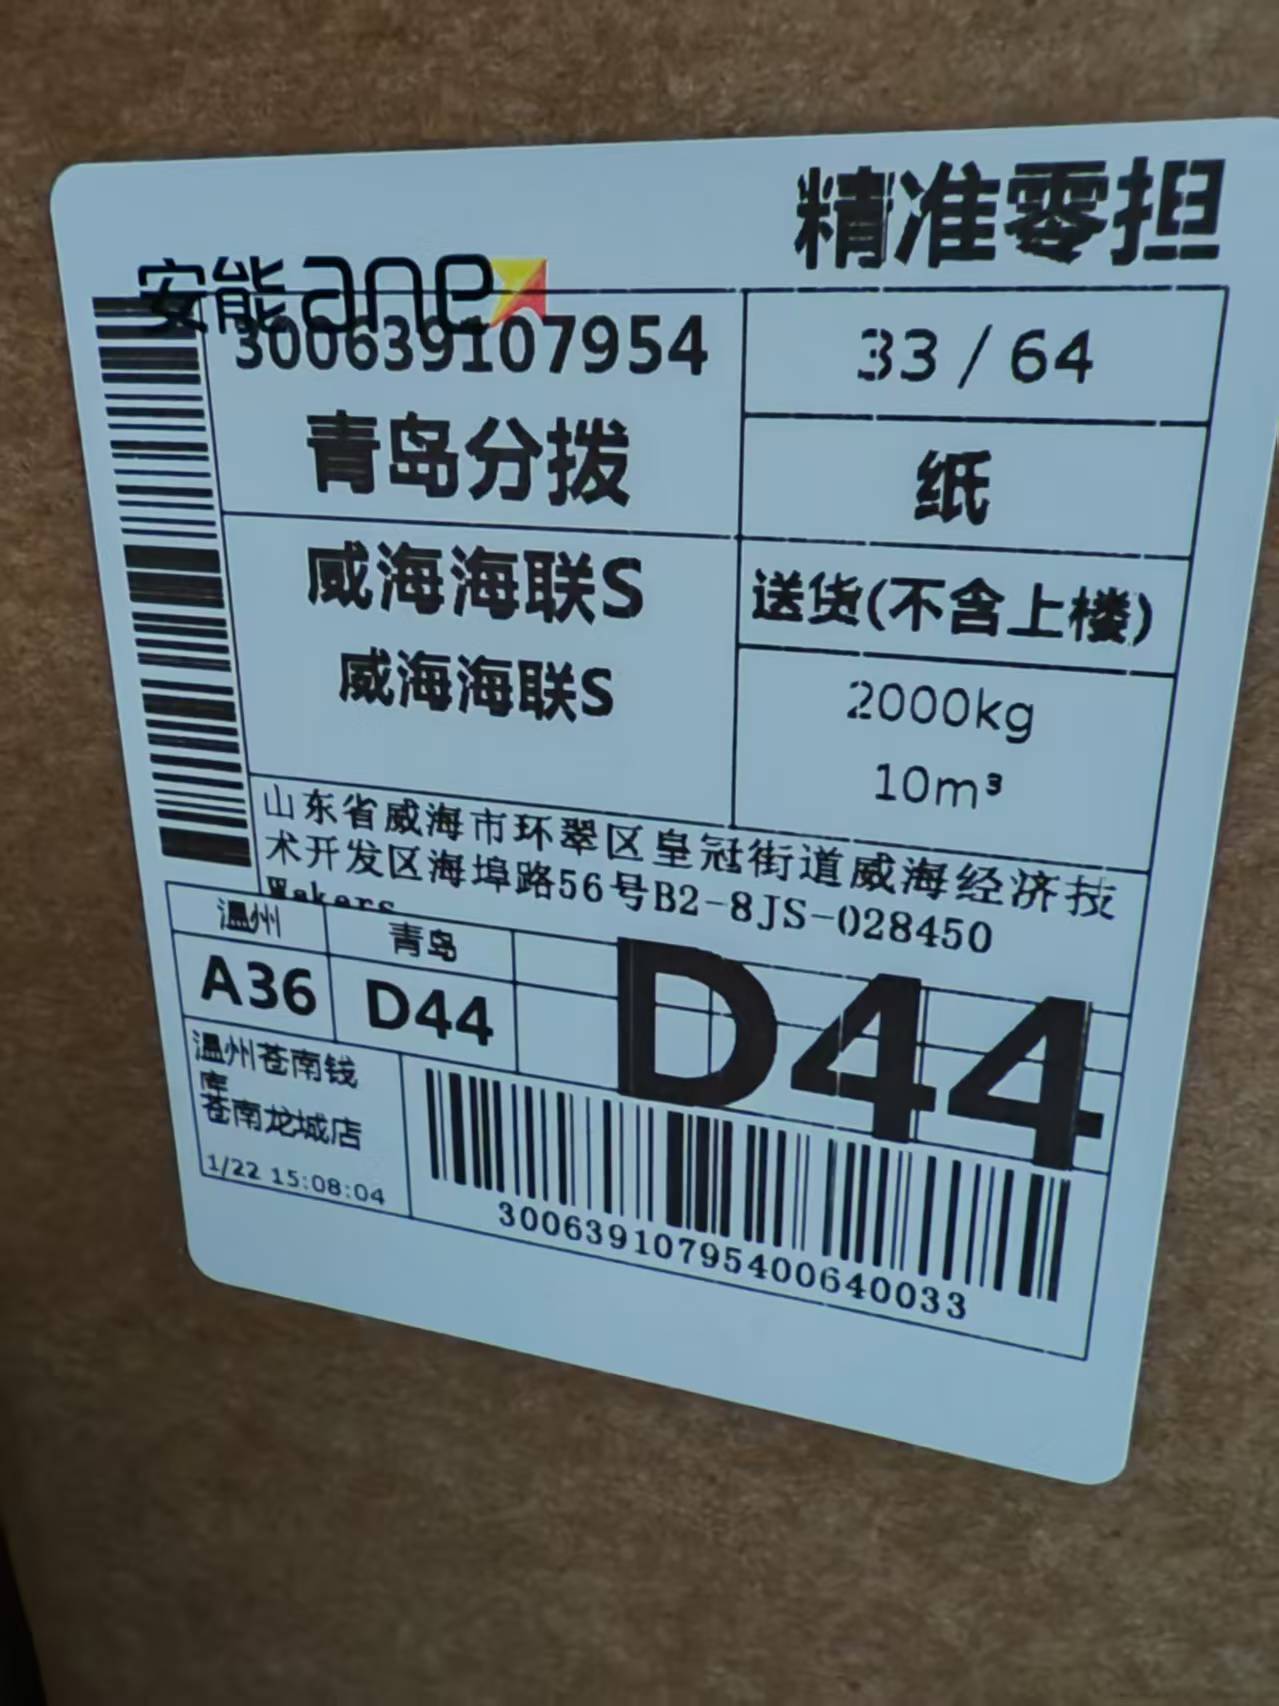 精准零担
安能ane
300639107954
33 / 64
青岛分拨
纸
威海海联S
送货(不含上楼)
威海海联S
2000kg
10m³
山东省威海市环翠区皇冠街道威海经济技
术开发区海埠路56号B2-8JS-028450
Wakers
温州
青岛
A36
D44
D44
温州苍南钱
库
苍南龙城店
1/22 15:08:04
30063910795400640033